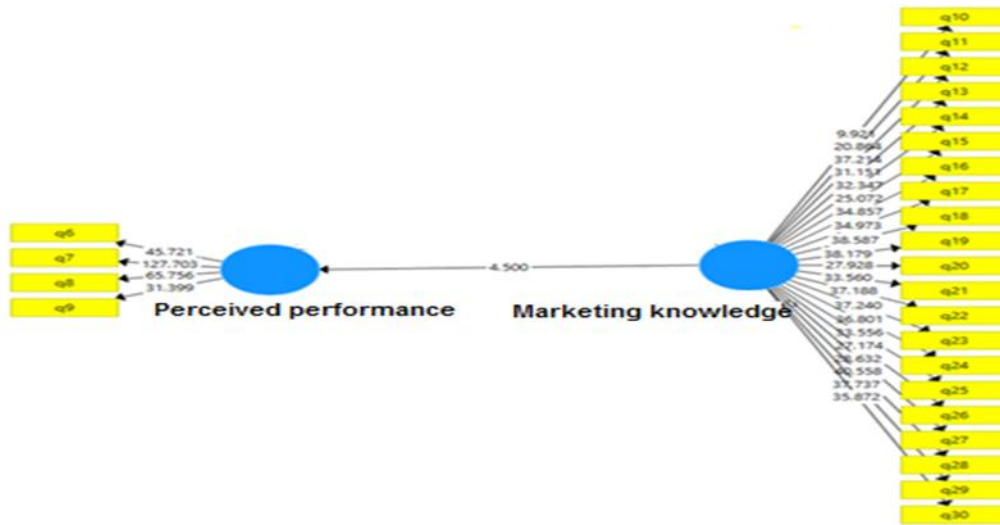 q6
q7
q8
q9
45.721
127.703
65.756
31.399
Perceived performance
4.500
Marketing knowledge
9.921
20.864
37.214
31.151
32.347
25.072
34.857
34.973
38.587
38.179
27.928
33.560
37.188
37.240
33.556
37.737
35.872
q10
q11
q12
q13
q14
q15
q16
q17
q18
q19
q20
q21
q22
q23
q24
q25
q26
q27
q28
q29
q30